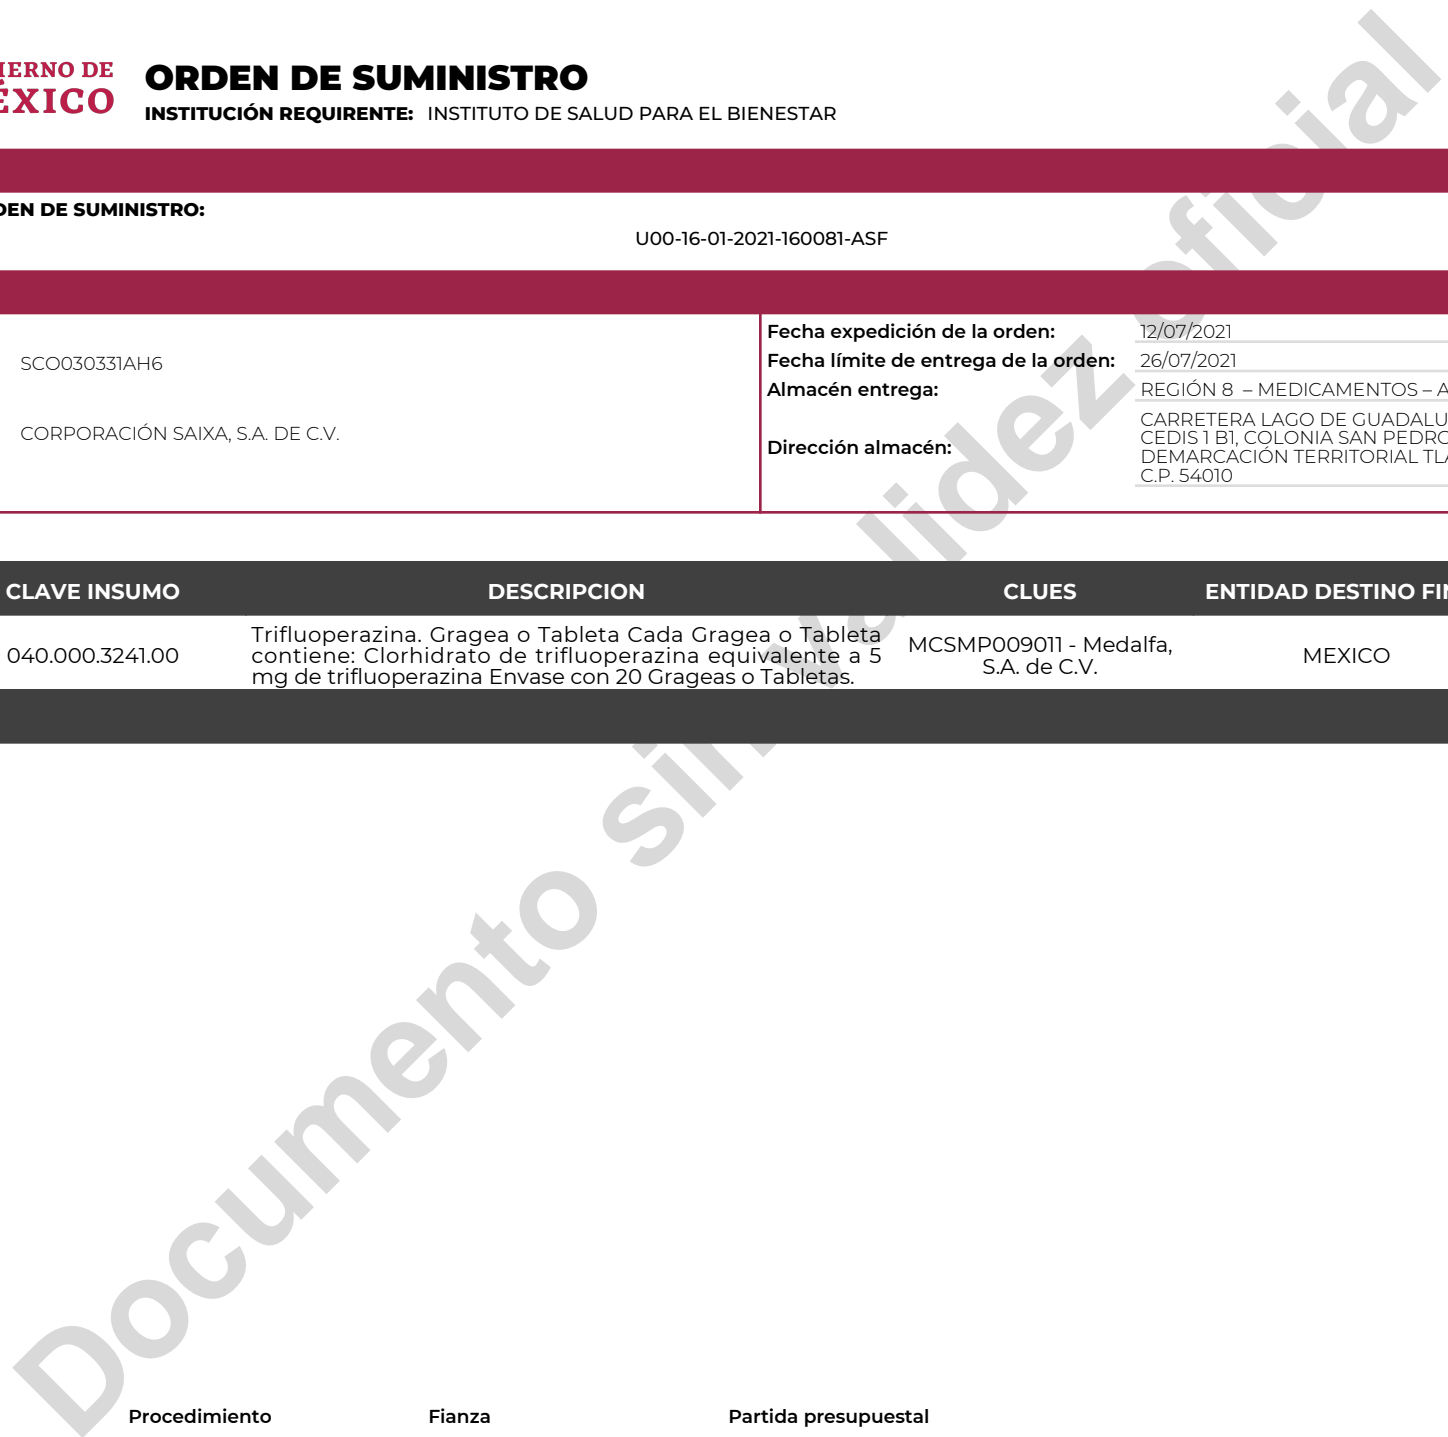 IERNO DE
ÉXICO
ORDEN DE SUMINISTRO
INSTITUCIÓN REQUIRENTE: INSTITUTO DE SALUD PARA EL BIENESTAR
DEN DE SUMINISTRO:
U00-16-01-2021-160081-ASF
SCO030331AH6
CORPORACIÓN SAIXA, S.A. DE C.V.
Fecha expedición de la orden: 12/07/2021
Fecha límite de entrega de la orden: 26/07/2021
Almacén entrega: REGIÓN 8 – MEDICAMENTOS – A
Dirección almacén:
CARRETERA LAGO DE GUADALU
CEDIS 1 B1, COLONIA SAN PEDRO
DEMARCACIÓN TERRITORIAL TLA
C.P. 54010
CLAVE INSUMO DESCRIPCION CLUES ENTIDAD DESTINO FIN
040.000.3241.00
Trifluoperazina. Gragea o Tableta Cada Gragea o Tableta
contiene: Clorhidrato de trifluoperazina equivalente a 5
mg de trifluoperazina Envase con 20 Grageas o Tabletas.
MCSMP009011 - Medalfa,
S.A. de C.V.
MEXICO
Documento sin validez oficial
Procedimiento Fianza Partida presupuestal